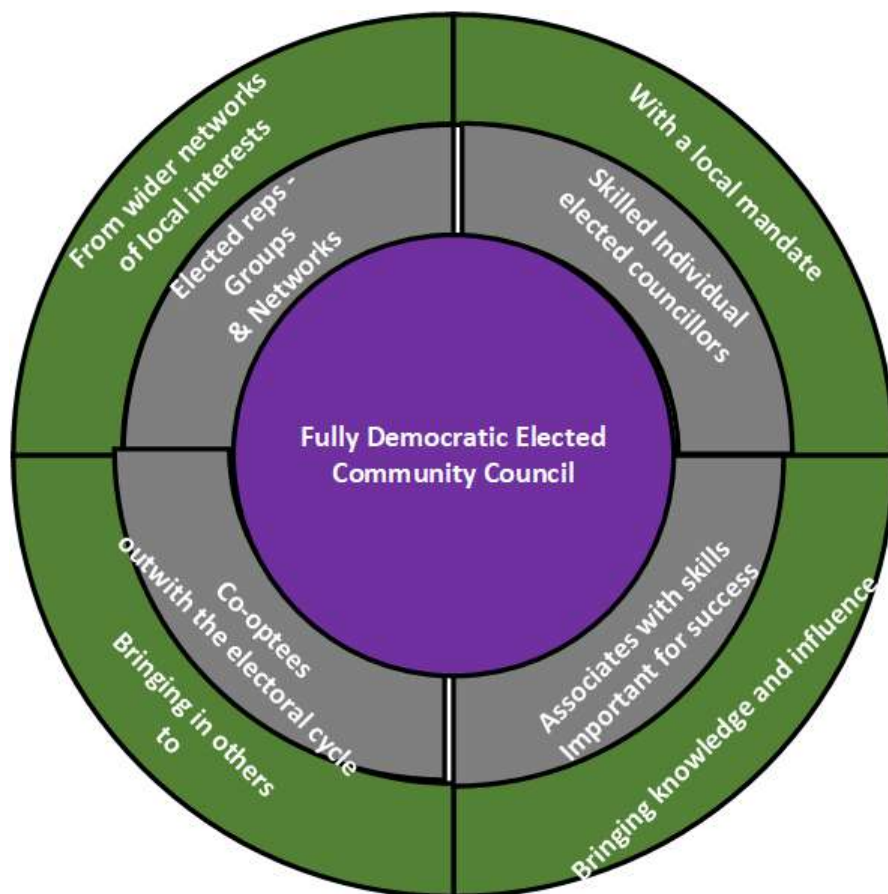 From wider networks
of local interests
With a local mandate
Elected reps -
Groups
& Networks
Skilled Individual
elected councillors
Fully Democratic Elected
Community Council
Co-optees
outwith the electoral cycle
Associates with skills
Important for success
Bringing in others
to
Bringing knowledge and influence